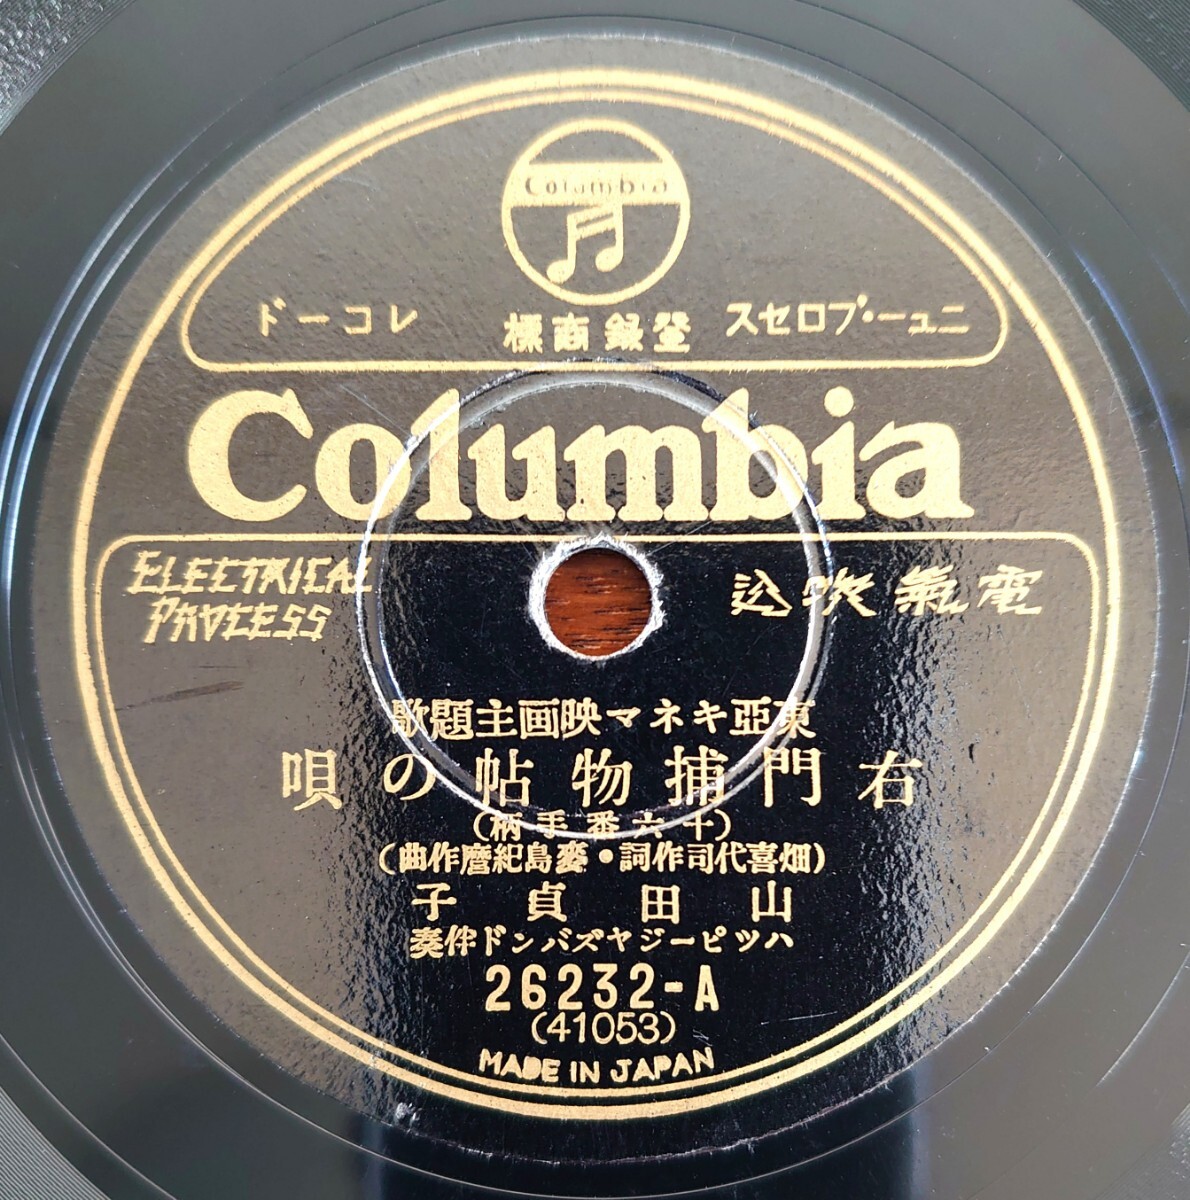 Columbia
ニュー・プロセス 登録商標 レコード
Columbia
ELECTRICAL
PROCESS
電氣吹込
東亞キネマ映画主題歌
右門捕物帖の唄
(十六番手柄)
(畑喜代司作詞・麥島紀麿作曲)
山田貞子
ハツピージヤズバンド伴奏
26232-A
(41053)
MADE IN JAPAN